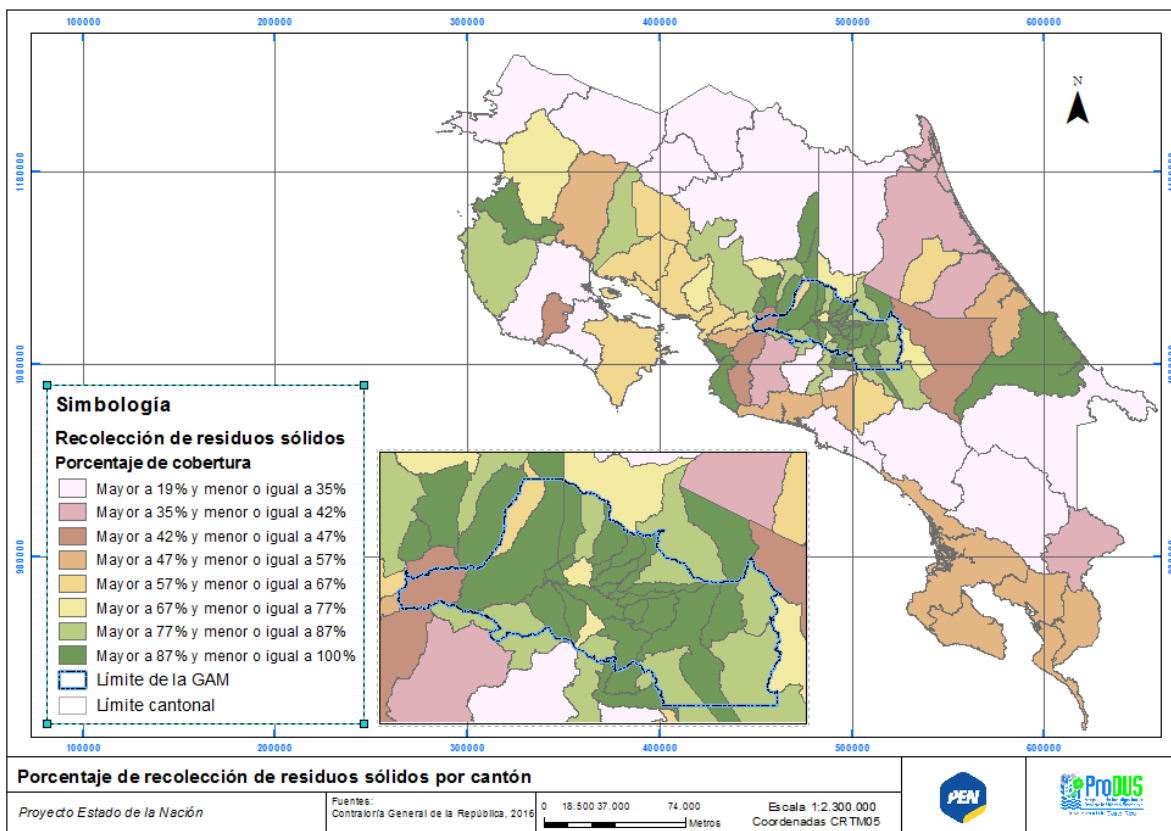 100000 200000 300000 400000 500000 600000
1180000
1080000
980000
N
Simbología
Recolección de residuos sólidos
Porcentaje de cobertura
Mayor a 19% y menor o igual a 35%
Mayor a 35% y menor o igual a 42%
Mayor a 42% y menor o igual a 47%
Mayor a 47% y menor o igual a 57%
Mayor a 57% y menor o igual a 67%
Mayor a 67% y menor o igual a 77%
Mayor a 77% y menor o igual a 87%
Mayor a 87% y menor o igual a 100%
Límite de la GAM
Límite cantonal
100000 200000 300000 400000 500000 600000
Porcentaje de recolección de residuos sólidos por cantón
Proyecto Estado de la Nación
Fuentes:
Contraloría General de la República, 2016
0 18.500 37.000 74.000
Metros
Escala 1:2.300.000
Coordenadas CRTM05
PEN
ProDUS